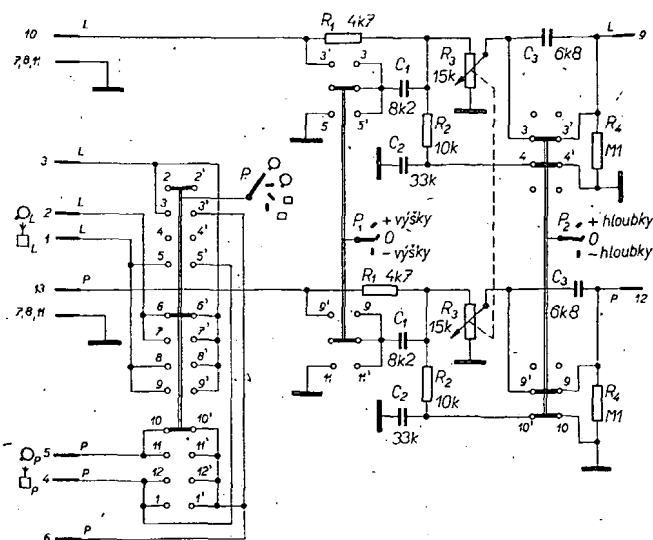 10 L
7,8,11
R₁ 4k7
3' 3
C₁
8k2
5 5'
R₃
15k
R₂
10k
C₂
33k
C₃
6k8
L 9
3 3'
4 4'
R₄
M1
3 L
2 L
L
1 L
L
13 P
7,8,11
2 2'
3 3'
4 4'
5 5'
6 6'
7 7'
8 8'
9 9'
10 10'
11 11'
12 12'
1 1'
P
P₁ + výšky
0
– výšky
P₂ + hloubky
0
– hloubky
R₁ 4k7
9' 9
C₁
8k2
11 11'
R₃
15k
R₂
10k
C₂
33k
C₃
6k8
P 12
9' 9
10' 10
R₄
M1
P 5 P
4 P
P
6 P